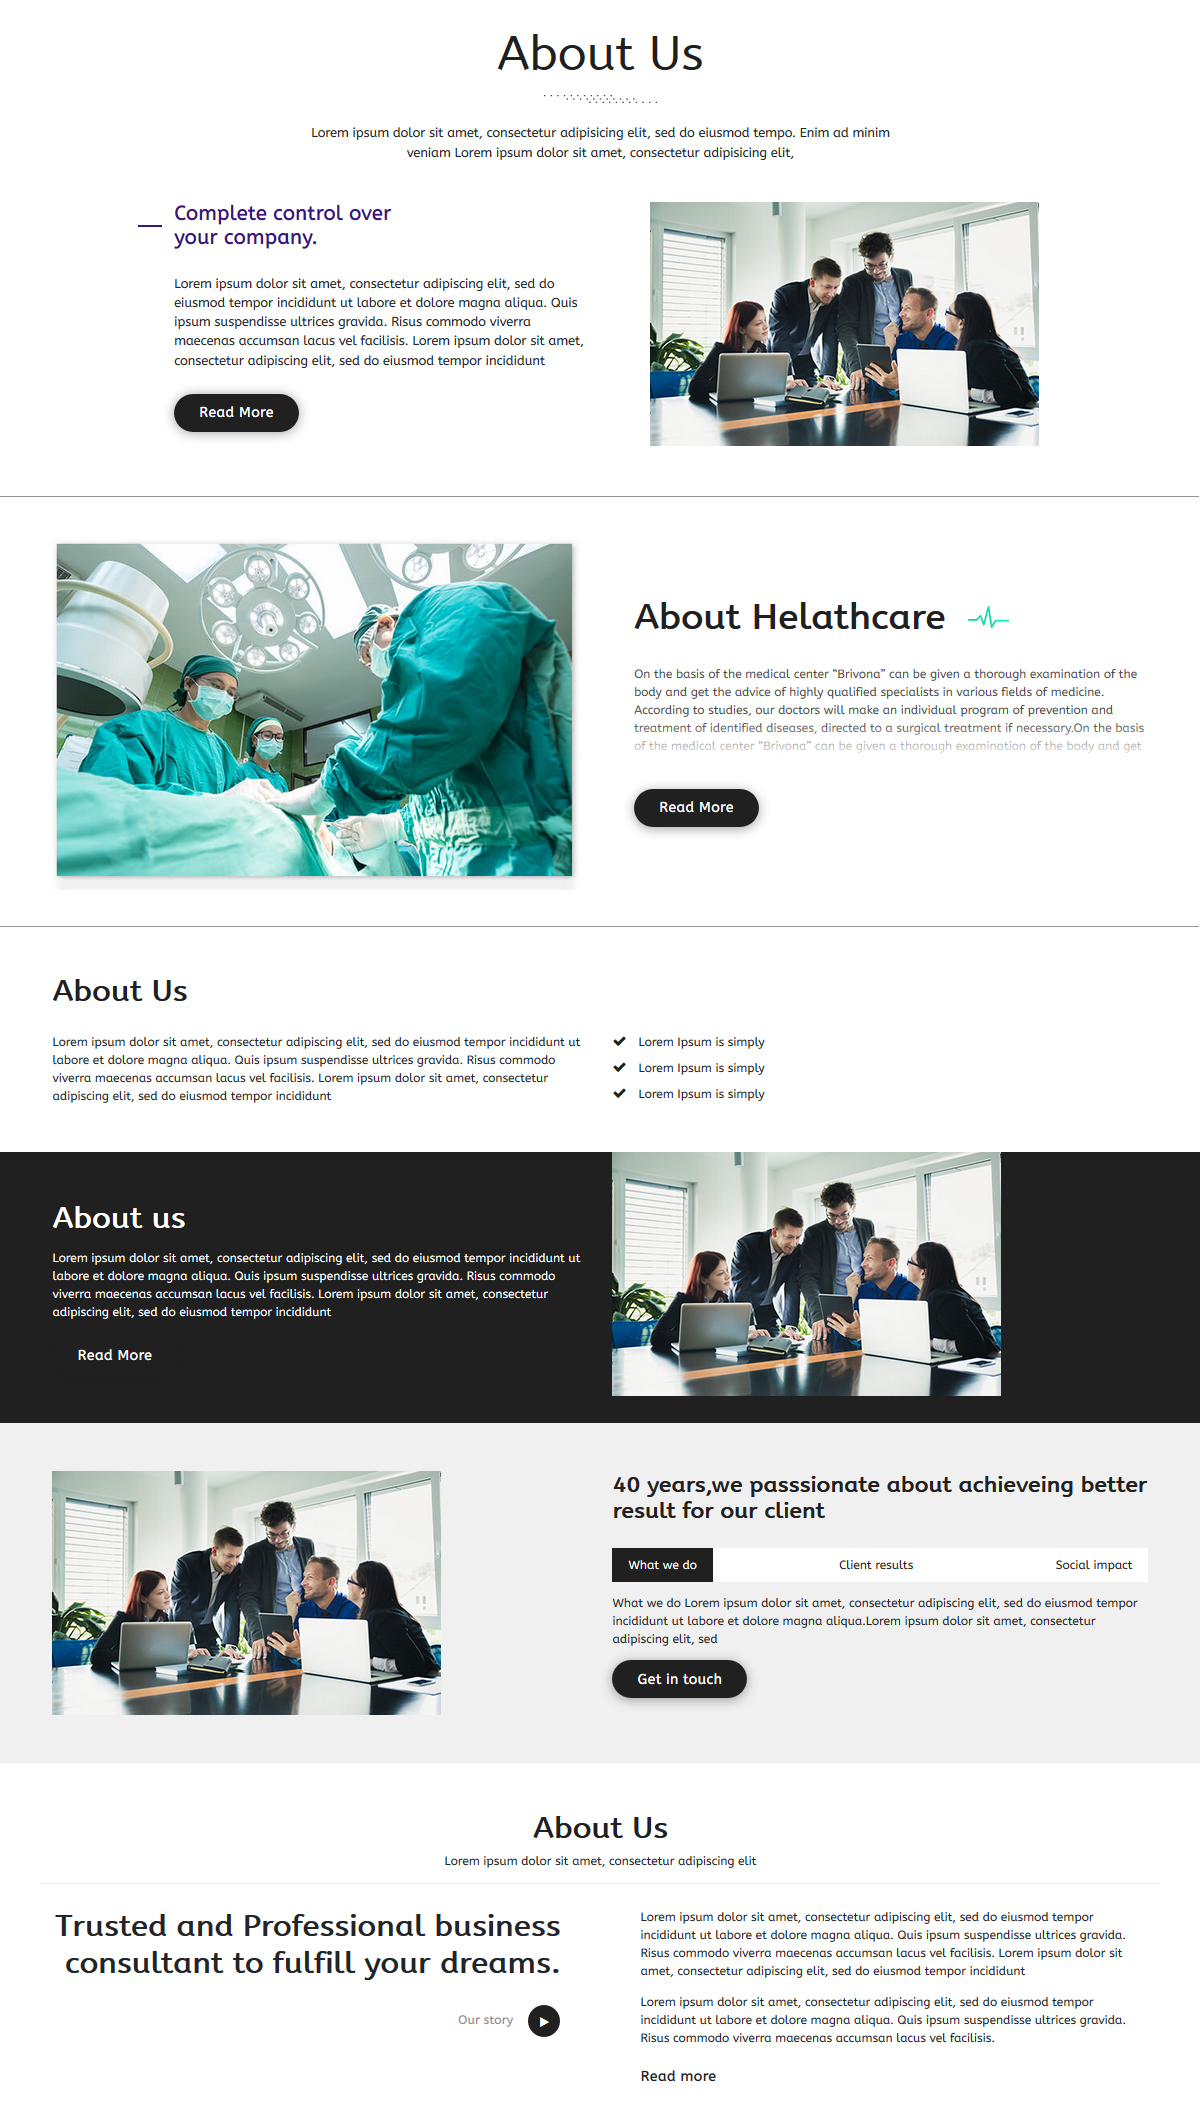 About Us
Lorem ipsum dolor sit amet, consectetur adipisicing elit, sed do eiusmod tempo. Enim ad minim
veniam Lorem ipsum dolor sit amet, consectetur adipisicing elit,
Complete control over
your company.
Lorem ipsum dolor sit amet, consectetur adipiscing elit, sed do
eiusmod tempor incididunt ut labore et dolore magna aliqua. Quis
ipsum suspendisse ultrices gravida. Risus commodo viverra
maecenas accumsan lacus vel facilisis. Lorem ipsum dolor sit amet,
consectetur adipiscing elit, sed do eiusmod tempor incididunt
Read More
About Helathcare
On the basis of the medical center “Brivona” can be given a thorough examination of the
body and get the advice of highly qualified specialists in various fields of medicine.
According to studies, our doctors will make an individual program of prevention and
treatment of identified diseases, directed to a surgical treatment if necessary.On the basis
of the medical center “Brivona” can be given a thorough examination of the body and get
Read More
About Us
Lorem ipsum dolor sit amet, consectetur adipiscing elit, sed do eiusmod tempor incididunt ut
labore et dolore magna aliqua. Quis ipsum suspendisse ultrices gravida. Risus commodo
viverra maecenas accumsan lacus vel facilisis. Lorem ipsum dolor sit amet, consectetur
adipiscing elit, sed do eiusmod tempor incididunt
Lorem Ipsum is simply
Lorem Ipsum is simply
Lorem Ipsum is simply
About us
Lorem ipsum dolor sit amet, consectetur adipiscing elit, sed do eiusmod tempor incididunt ut
labore et dolore magna aliqua. Quis ipsum suspendisse ultrices gravida. Risus commodo
viverra maecenas accumsan lacus vel facilisis. Lorem ipsum dolor sit amet, consectetur
adipiscing elit, sed do eiusmod tempor incididunt
Read More
40 years,we passsionate about achieveing better
result for our client
What we do
Client results
Social impact
What we do Lorem ipsum dolor sit amet, consectetur adipiscing elit, sed do eiusmod tempor
incididunt ut labore et dolore magna aliqua.Lorem ipsum dolor sit amet, consectetur
adipiscing elit, sed
Get in touch
About Us
Lorem ipsum dolor sit amet, consectetur adipiscing elit
Trusted and Professional business
consultant to fulfill your dreams.
Our story
Lorem ipsum dolor sit amet, consectetur adipiscing elit, sed do eiusmod tempor
incididunt ut labore et dolore magna aliqua. Quis ipsum suspendisse ultrices gravida.
Risus commodo viverra maecenas accumsan lacus vel facilisis. Lorem ipsum dolor sit
amet, consectetur adipiscing elit, sed do eiusmod tempor incididunt
Lorem ipsum dolor sit amet, consectetur adipiscing elit, sed do eiusmod tempor
incididunt ut labore et dolore magna aliqua. Quis ipsum suspendisse ultrices gravida.
Risus commodo viverra maecenas accumsan lacus vel facilisis.
Read more